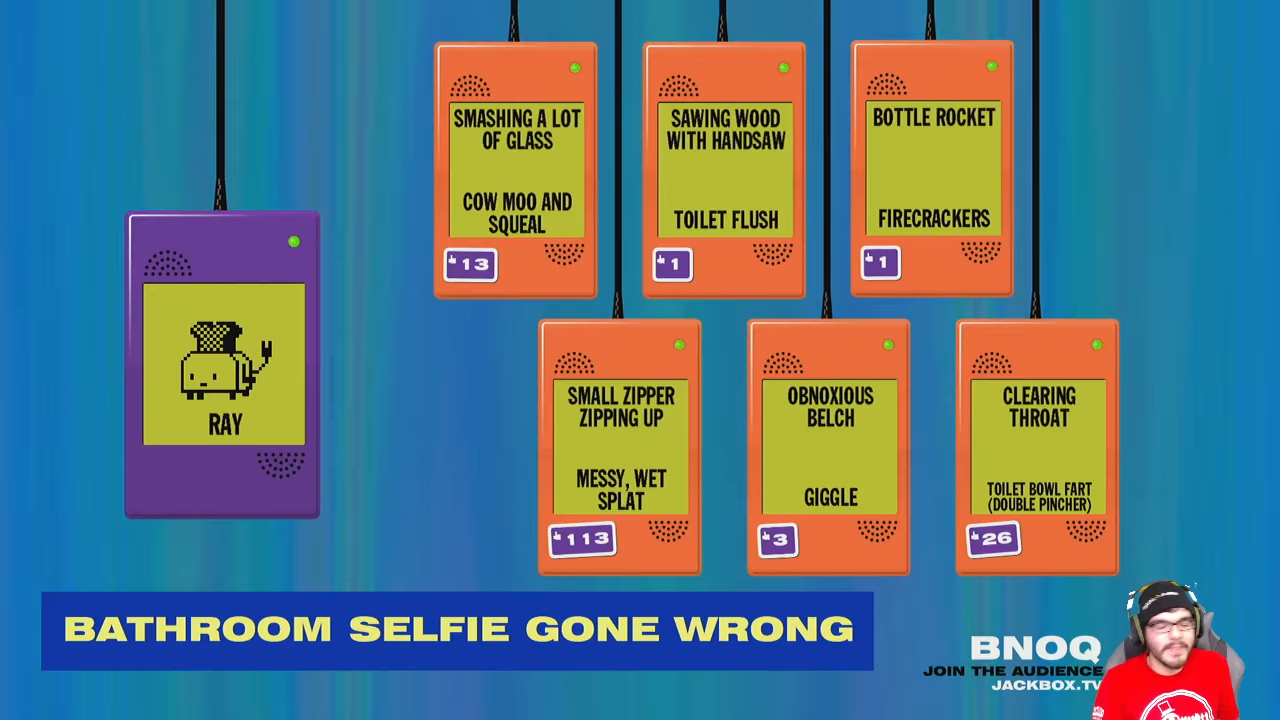 SMASHING A LOT
OF GLASS
COW MOO AND
SQUEAL
13
SAWING WOOD
WITH HANDSAW
TOILET FLUSH
1
BOTTLE ROCKET
FIRECRACKERS
1
RAY
SMALL ZIPPER
ZIPPING UP
MESSY, WET
SPLAT
113
OBNOXIOUS
BELCH
GIGGLE
3
CLEARING
THROAT
TOILET BOWL FART
(DOUBLE PINCHER)
26
BATHROOM SELFIE GONE WRONG
BNOQ
JOIN THE AUDIENCE
JACKBOX.TV